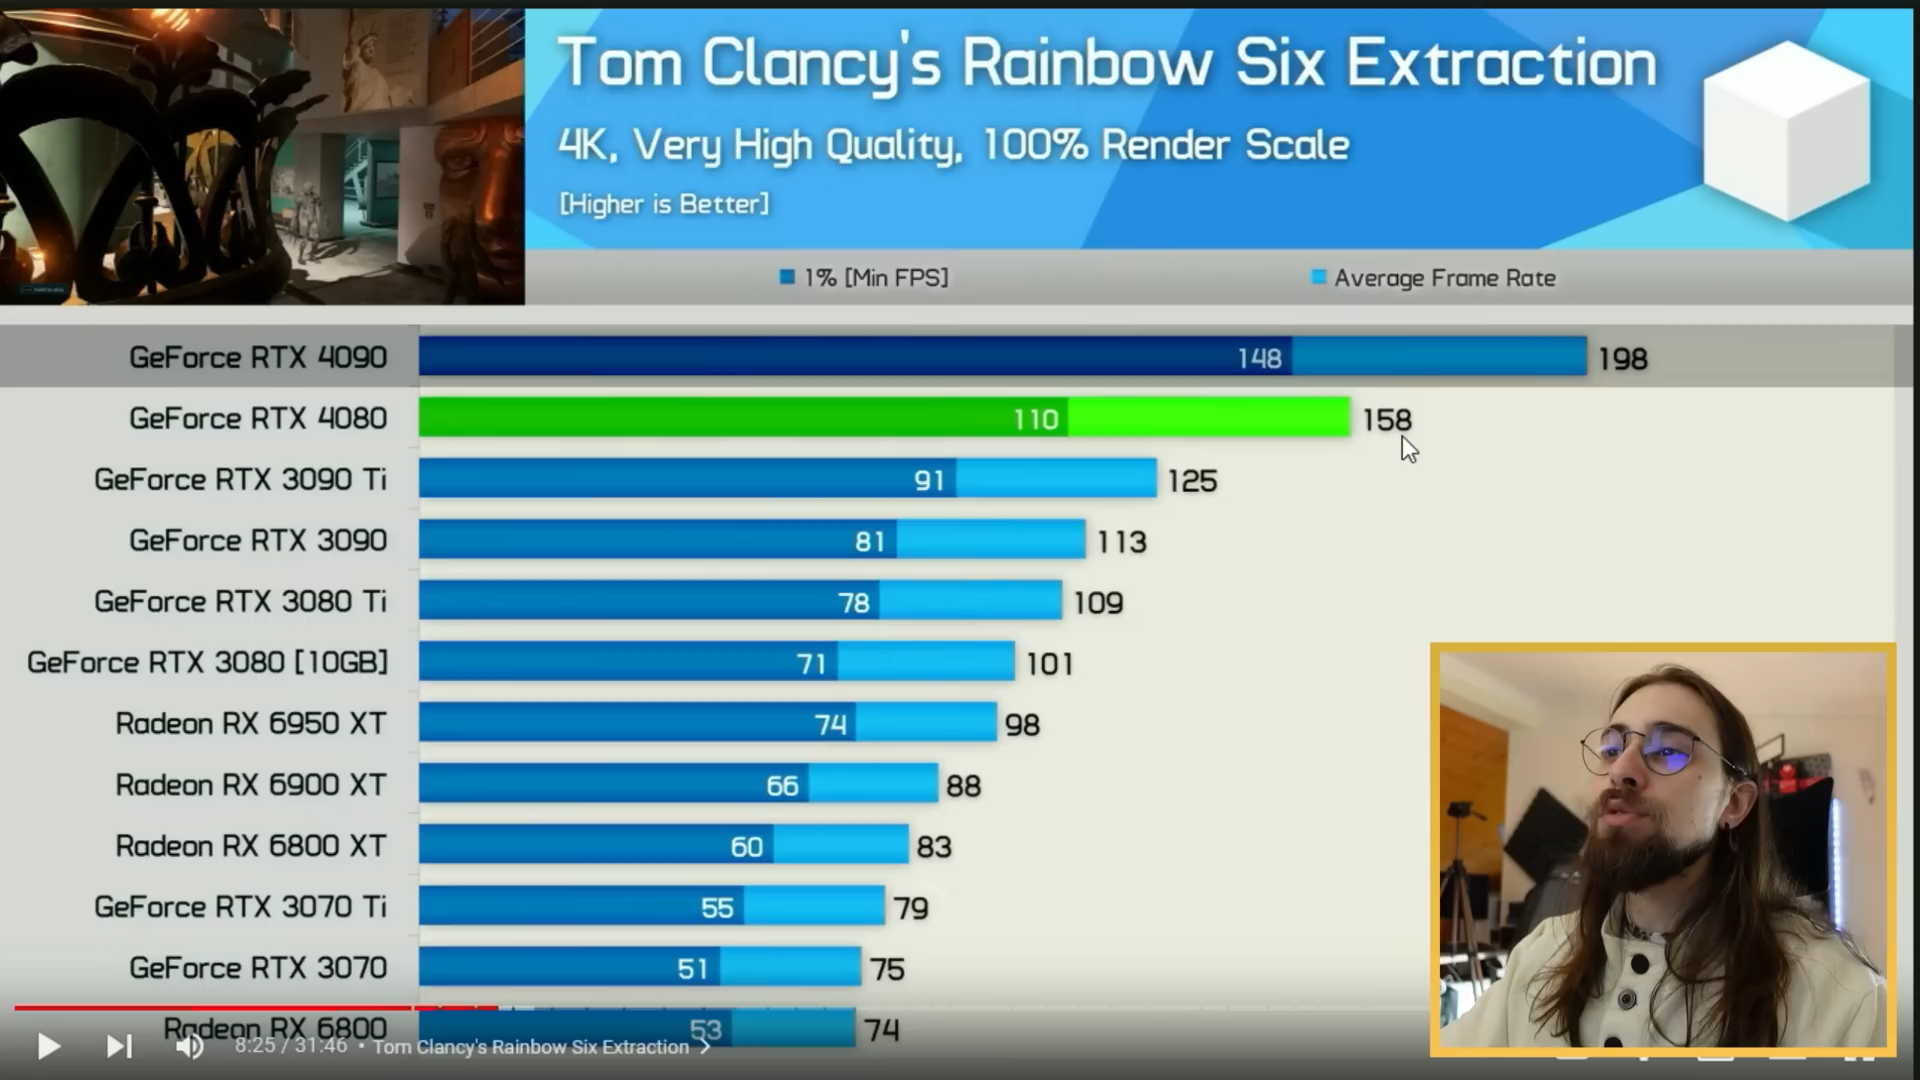 Tom Clancy's Rainbow Six Extraction
4K, Very High Quality, 100% Render Scale
[Higher is Better]
1% [Min FPS] Average Frame Rate
GeForce RTX 4090 148 198
GeForce RTX 4080 110 158
GeForce RTX 3090 Ti 91 125
GeForce RTX 3090 81 113
GeForce RTX 3080 Ti 78 109
GeForce RTX 3080 [10GB] 71 101
Radeon RX 6950 XT 74 98
Radeon RX 6900 XT 66 88
Radeon RX 6800 XT 60 83
GeForce RTX 3070 Ti 55 79
GeForce RTX 3070 51 75
Radeon RX 6800 53 74
8:25 / 31:46 • Tom Clancy's Rainbow Six Extraction >